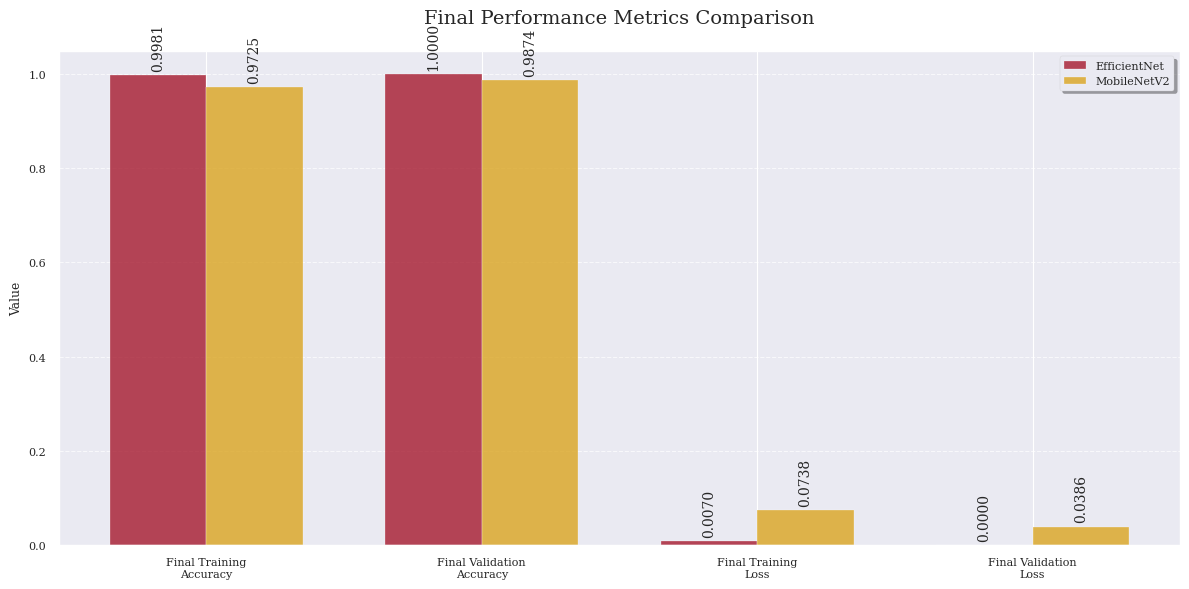 Final Performance Metrics Comparison
EfficientNet
MobileNetV2
0.9981
0.9725
1.0000
0.9874
0.0070
0.0738
0.0000
0.0386
Value
1.0
0.8
0.6
0.4
0.2
0.0
Final Training
Accuracy
Final Validation
Accuracy
Final Training
Loss
Final Validation
Loss